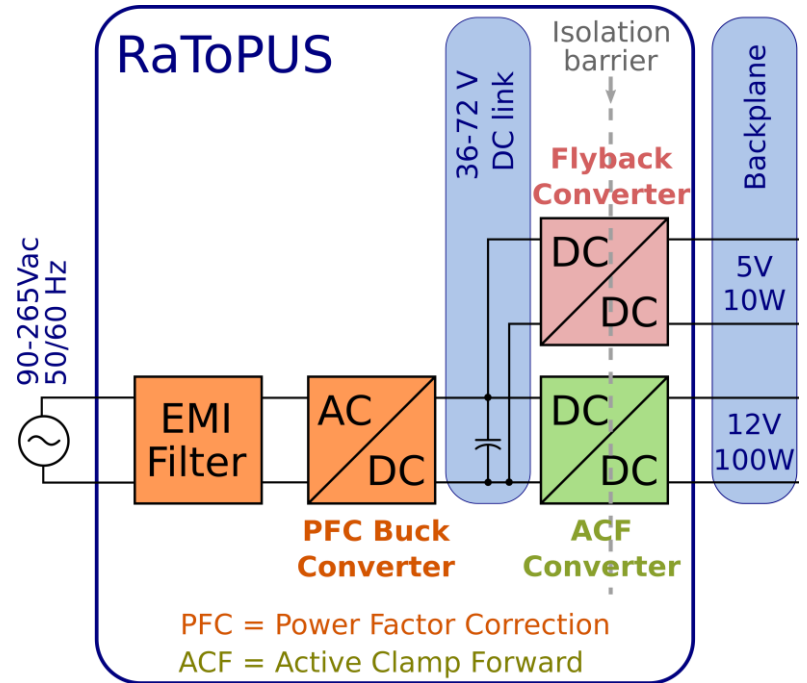 RaToPUS
Isolation
barrier
36-72 V
DC link
Backplane
Flyback
Converter
DC
DC
5V
10W
90-265Vac
50/60 Hz
EMI
Filter
AC
DC
DC
DC
12V
100W
PFC Buck
Converter
ACF
Converter
PFC = Power Factor Correction
ACF = Active Clamp Forward